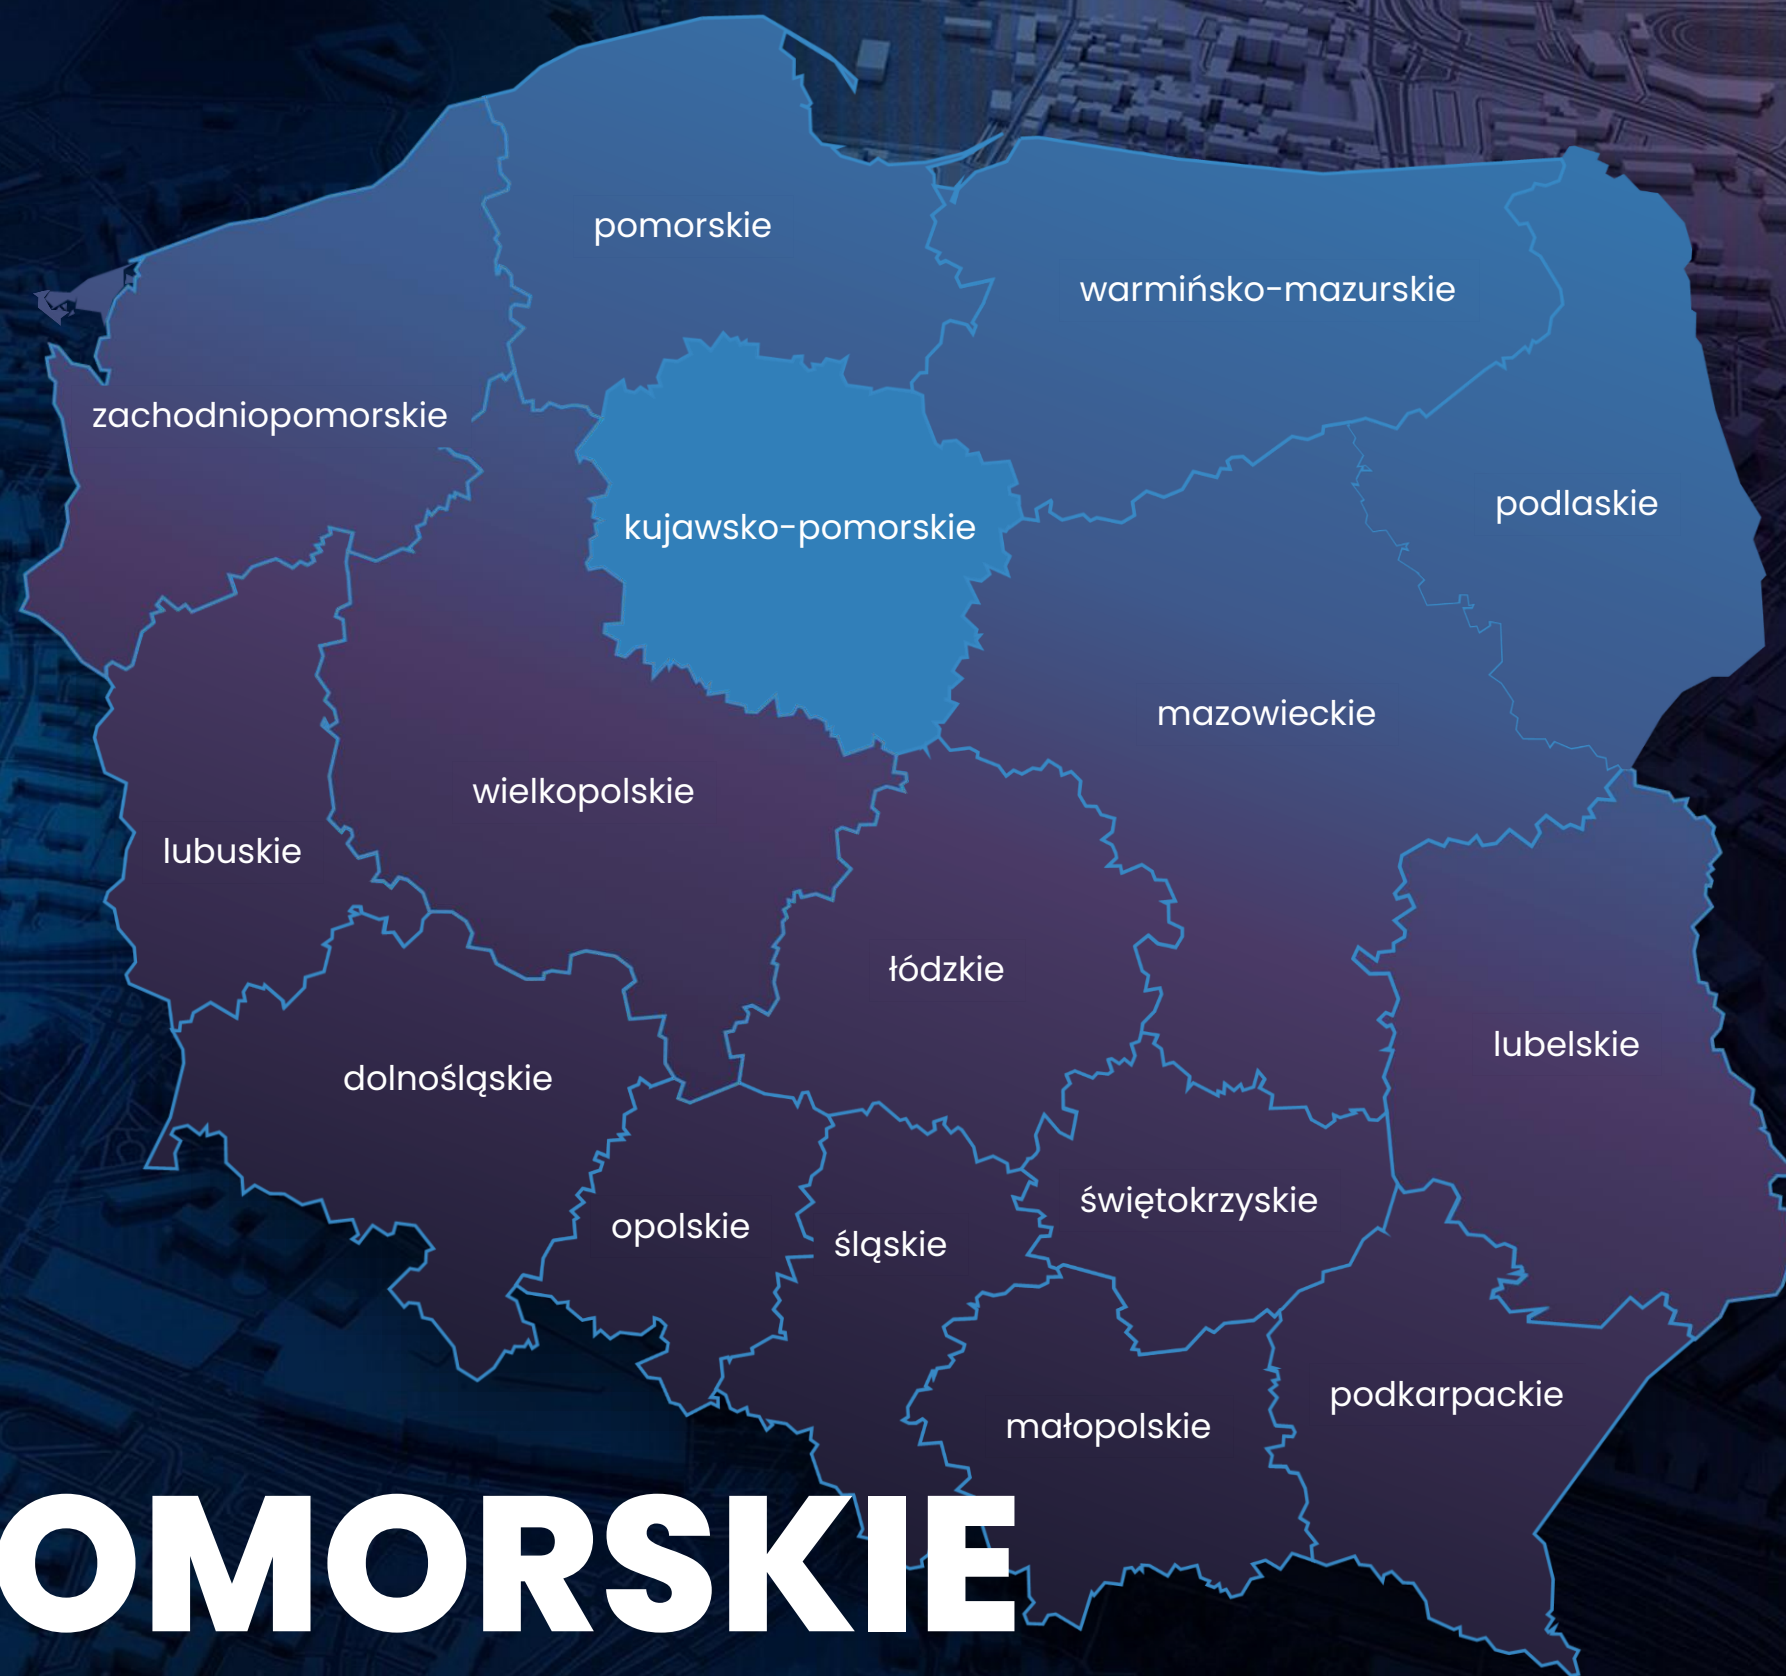 pomorskie
warmińsko-mazurskie
zachodniopomorskie
podlaskie
kujawsko-pomorskie
mazowieckie
wielkopolskie
lubuskie
łódzkie
lubelskie
dolnośląskie
świętokrzyskie
opolskie
śląskie
podkarpackie
małopolskie
OMORSKIE